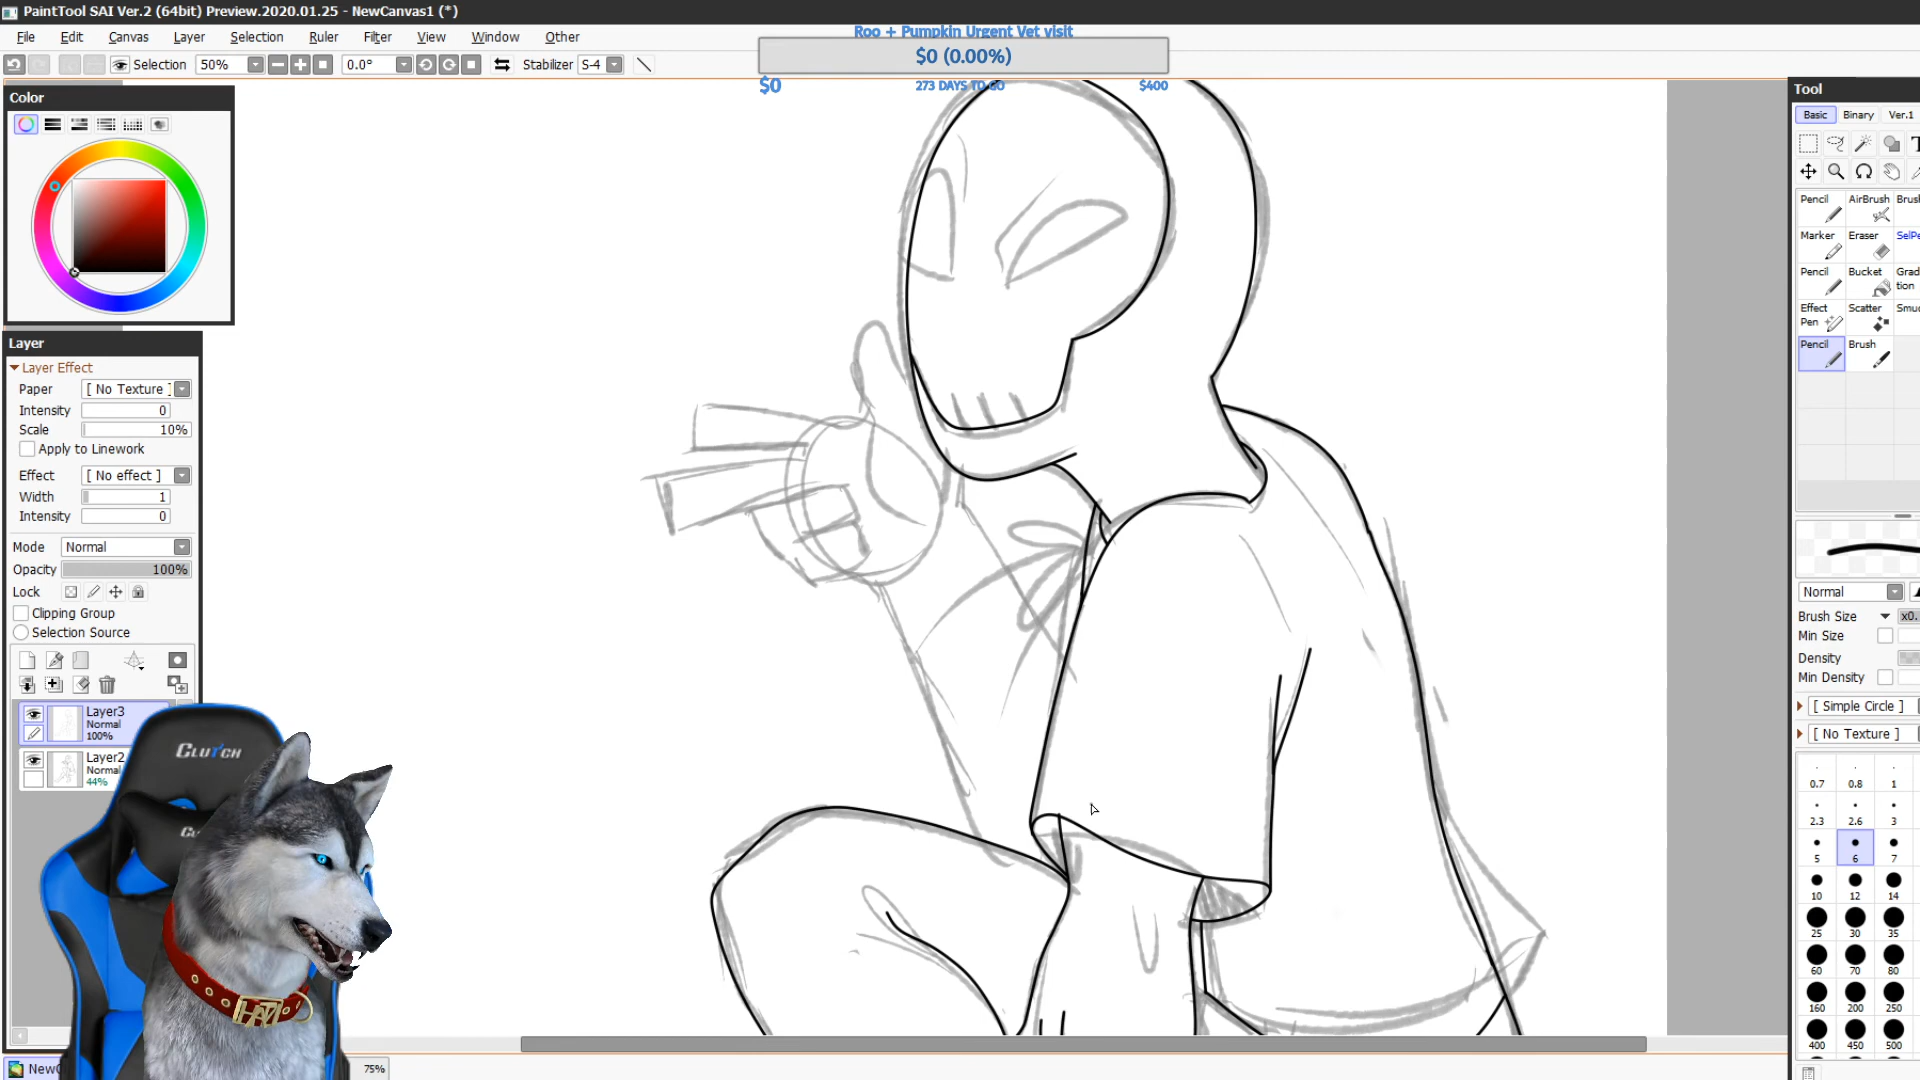 PaintTool SAI Ver.2 (64bit) Preview.2020.01.25 - NewCanvas1 (*)
File Edit Canvas Layer Selection Ruler Filter View Window Other
Roo + Pumpkin Urgent Vet visit
$0 (0.00%)
$0 273 DAYS TO GO $400
Selection 50% 0.0° Stabilizer S-4
Color
Layer
Layer Effect
Paper [ No Texture ]
Intensity 0
Scale 10%
Apply to Linework
Effect [ No effect ]
Width 1
Intensity 0
Mode Normal
Opacity 100%
Lock
Clipping Group
Selection Source
Layer3
Normal
100%
Layer2
Normal
44%
CLUTCH
75%
Tool
Basic Binary Ver.1
Pencil AirBrush
Marker Eraser
Pencil Bucket
Effect Pen Scatter
Pencil Brush
Normal
Brush Size
Min Size
Density
Min Density
[ Simple Circle ]
[ No Texture ]
0.7 0.8 1
2.3 2.6 3
5 6 7
10 12 14
25 30 35
60 70 80
160 200 250
400 450 500